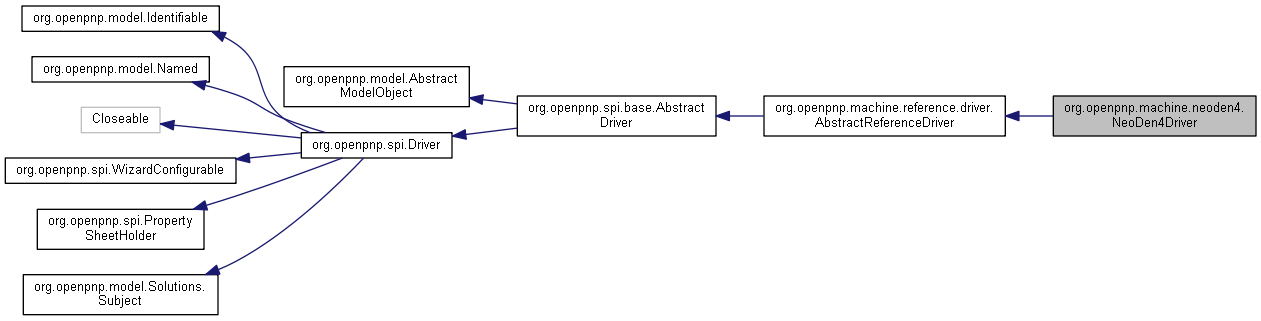 org.openpnp.model.Identifiable
org.openpnp.model.Named
Closeable
org.openpnp.spi.WizardConfigurable
org.openpnp.spi.Property
SheetHolder
org.openpnp.model.Solutions.
Subject
org.openpnp.model.Abstract
ModelObject
org.openpnp.spi.Driver
org.openpnp.spi.base.Abstract
Driver
org.openpnp.machine.reference.driver.
AbstractReferenceDriver
org.openpnp.machine.neoden4.
NeoDen4Driver